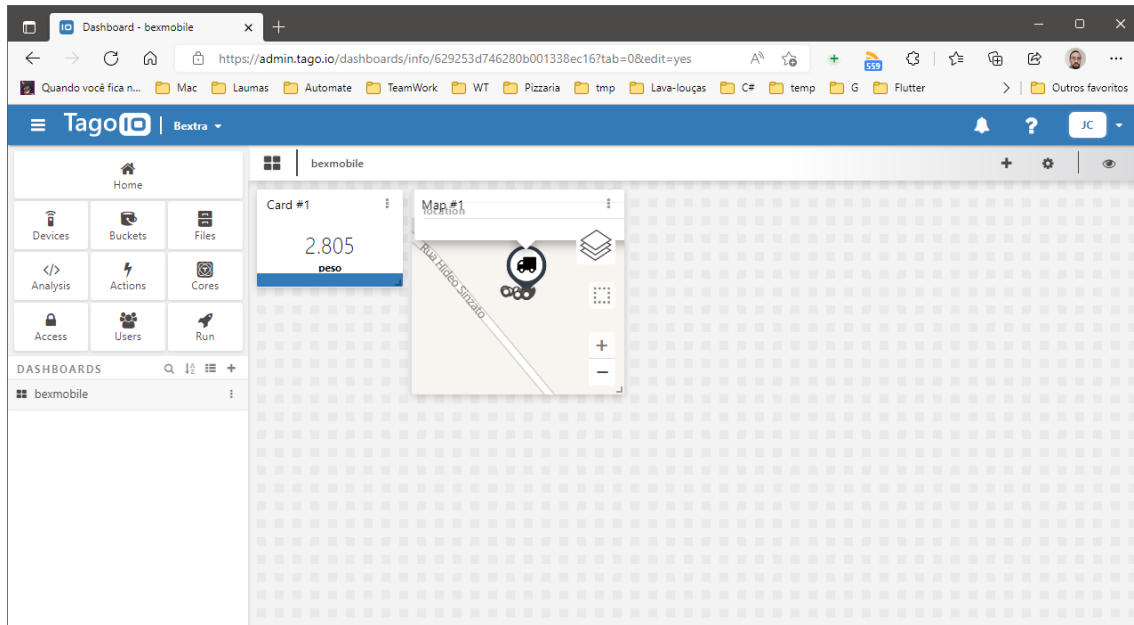 Dashboard - bexmobile
https://admin.tago.io/dashboards/info/629253d746280b001338ec16?tab=0&edit=yes
559
Quando você fica n... Mac Laumas Automate TeamWork WT Pizzaria tmp Lava-louças C# temp G Flutter Outros favoritos
TagoIO Bextra JC
bexmobile
Home
Devices Buckets Files
Analysis Actions Cores
Access Users Run
DASHBOARDS
bexmobile
Card #1
2.805
peso
Map #1
location
Rua Hideo Sinzato